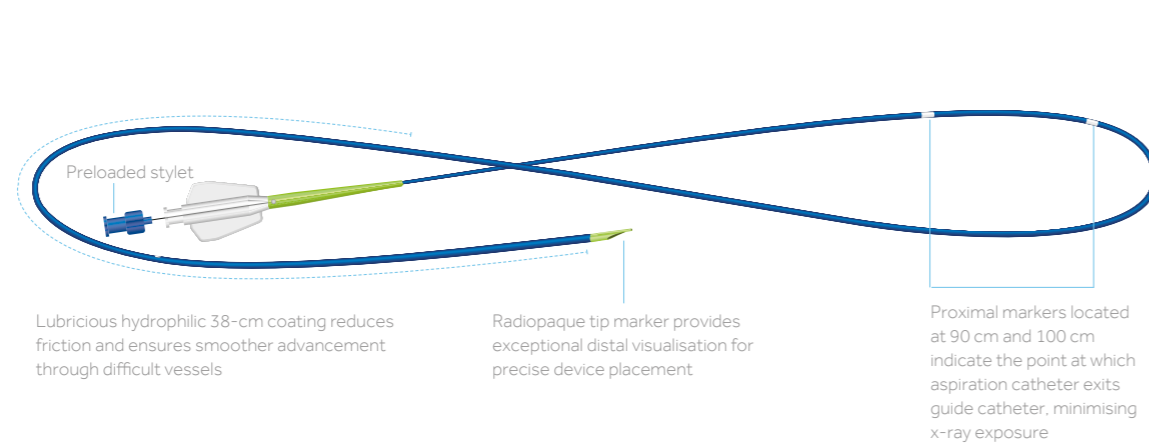 Preloaded stylet
Lubricious hydrophilic 38-cm coating reduces
friction and ensures smoother advancement
through difficult vessels
Radiopaque tip marker provides
exceptional distal visualisation for
precise device placement
Proximal markers located
at 90 cm and 100 cm
indicate the point at which
aspiration catheter exits
guide catheter, minimising
x-ray exposure